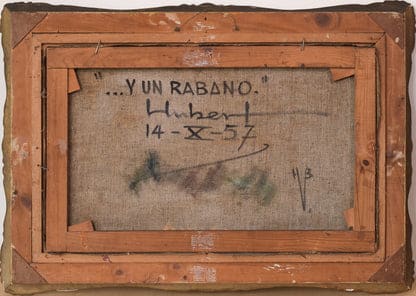 "...Y UN RABANO."
Hubert
14-X-57
HB.